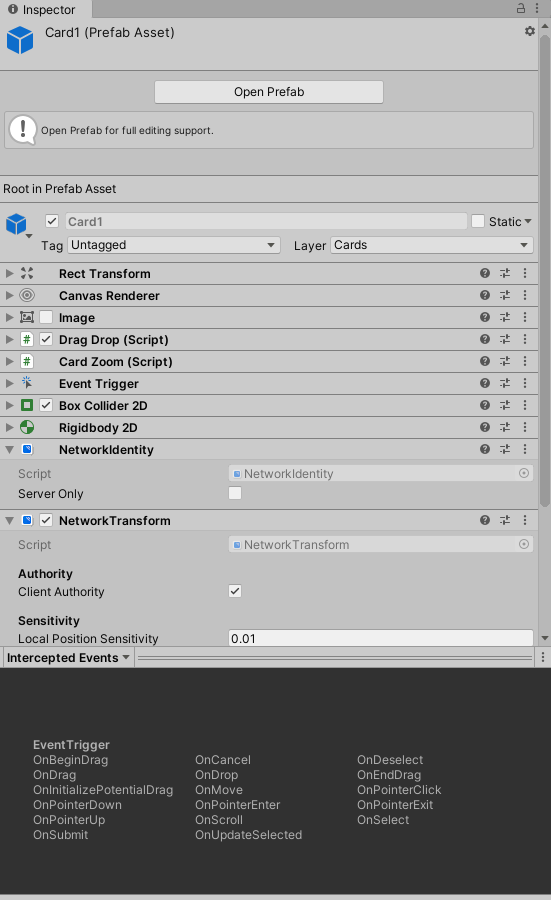 Inspector
Card1 (Prefab Asset)
Open Prefab
Open Prefab for full editing support.
Root in Prefab Asset
Card1 Static
Tag Untagged Layer Cards
Rect Transform
Canvas Renderer
Image
# Drag Drop (Script)
# Card Zoom (Script)
Event Trigger
Box Collider 2D
Rigidbody 2D
NetworkIdentity
Script NetworkIdentity
Server Only
NetworkTransform
Script NetworkTransform
Authority
Client Authority
Sensitivity
Local Position Sensitivity 0.01
Intercepted Events
EventTrigger
OnBeginDrag OnCancel OnDeselect
OnDrag OnDrop OnEndDrag
OnInitializePotentialDrag OnMove OnPointerClick
OnPointerDown OnPointerEnter OnPointerExit
OnPointerUp OnScroll OnSelect
OnSubmit OnUpdateSelected